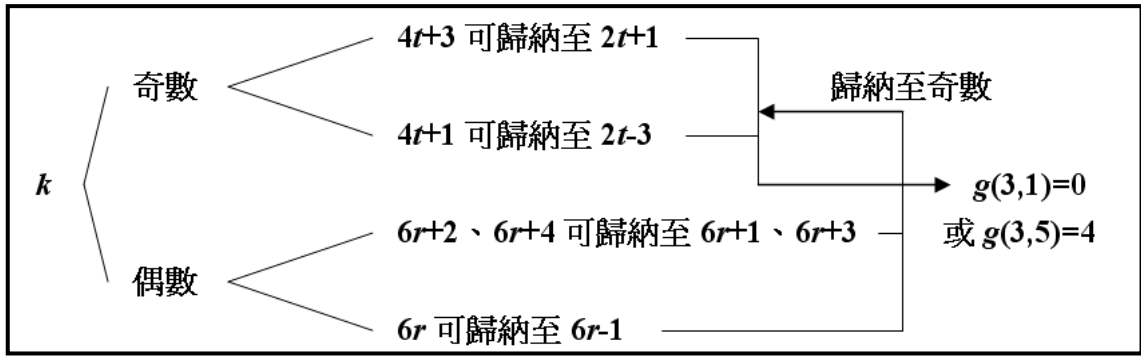 4t+3 可歸納至 2t+1
奇數
歸納至奇數
4t+1 可歸納至 2t-3
k
g(3,1)=0
6r+2、6r+4 可歸納至 6r+1、6r+3
或 g(3,5)=4
偶數
6r 可歸納至 6r-1